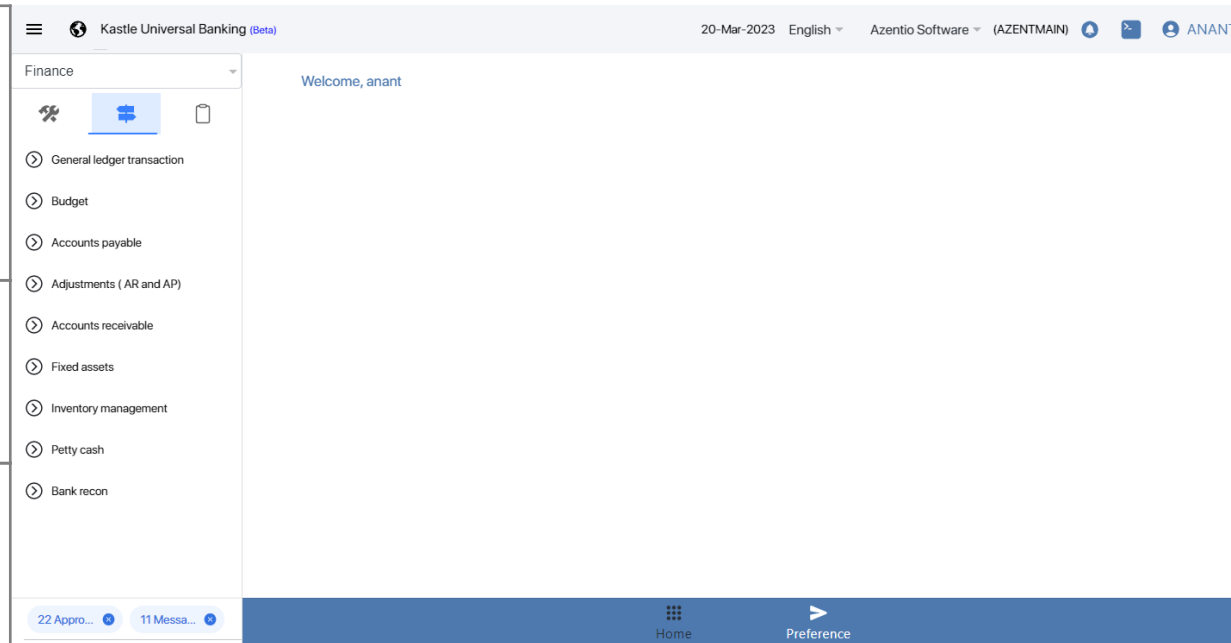 Kastle Universal Banking (Beta) 20-Mar-2023 English Azentio Software (AZENTMAIN) ANANT
Finance
Welcome, anant
General ledger transaction
Budget
Accounts payable
Adjustments ( AR and AP)
Accounts receivable
Fixed assets
Inventory management
Petty cash
Bank recon
22 Appro... 11 Messa...
Home Preference